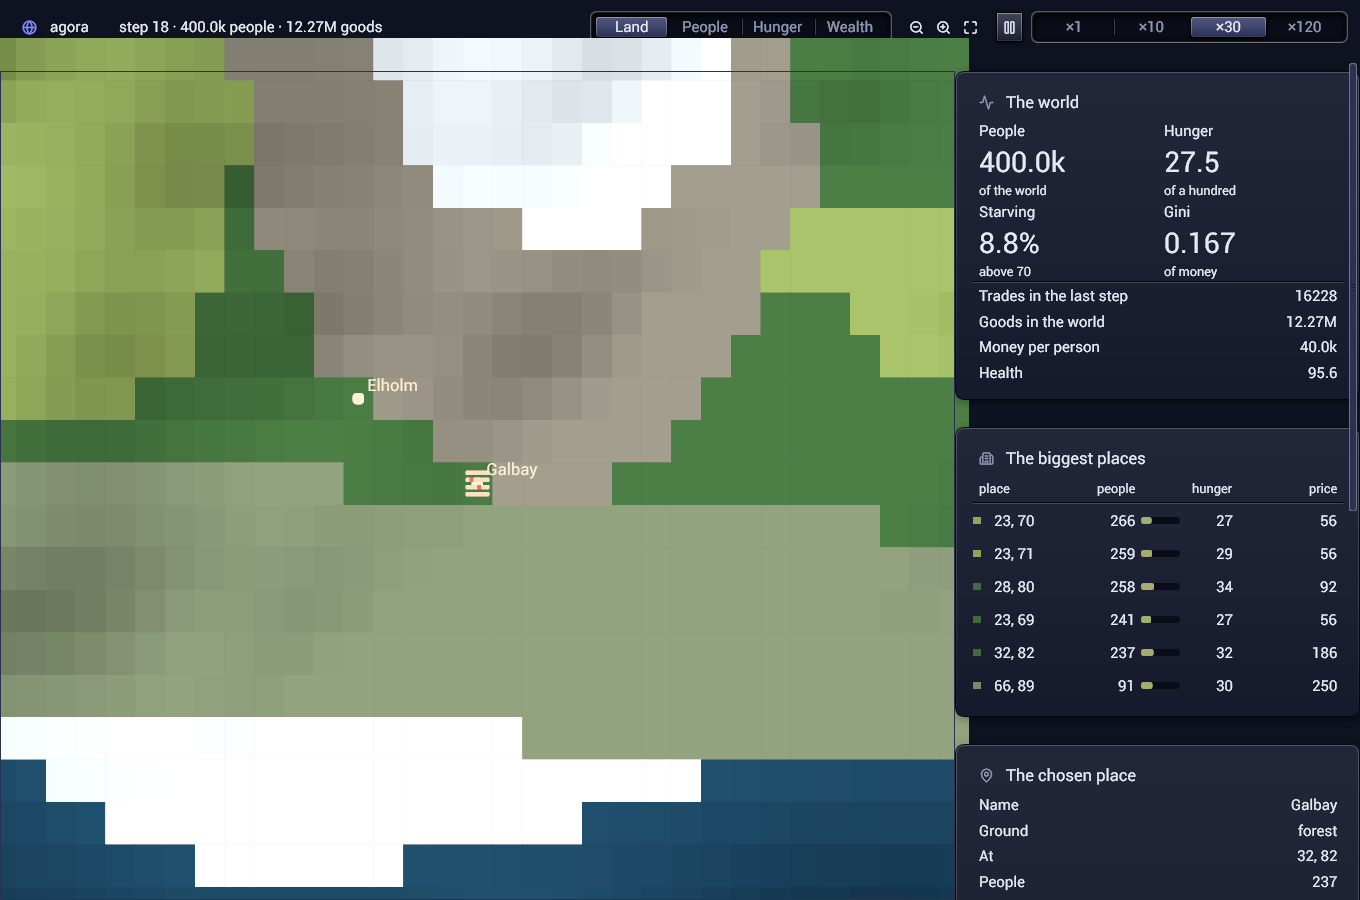 agora step 18 · 400.0k people · 12.27M goods Land People Hunger Wealth ×1 ×10 ×30 ×120
The world
People Hunger
400.0k 27.5
of the world of a hundred
Starving Gini
8.8% 0.167
above 70 of money
Trades in the last step 16228
Goods in the world 12.27M
Money per person 40.0k
Health 95.6
Elholm
Galbay
The biggest places
place people hunger price
23, 70 266 27 56
23, 71 259 29 56
28, 80 258 34 92
23, 69 241 27 56
32, 82 237 32 186
66, 89 91 30 250
The chosen place
Name Galbay
Ground forest
At 32, 82
People 237